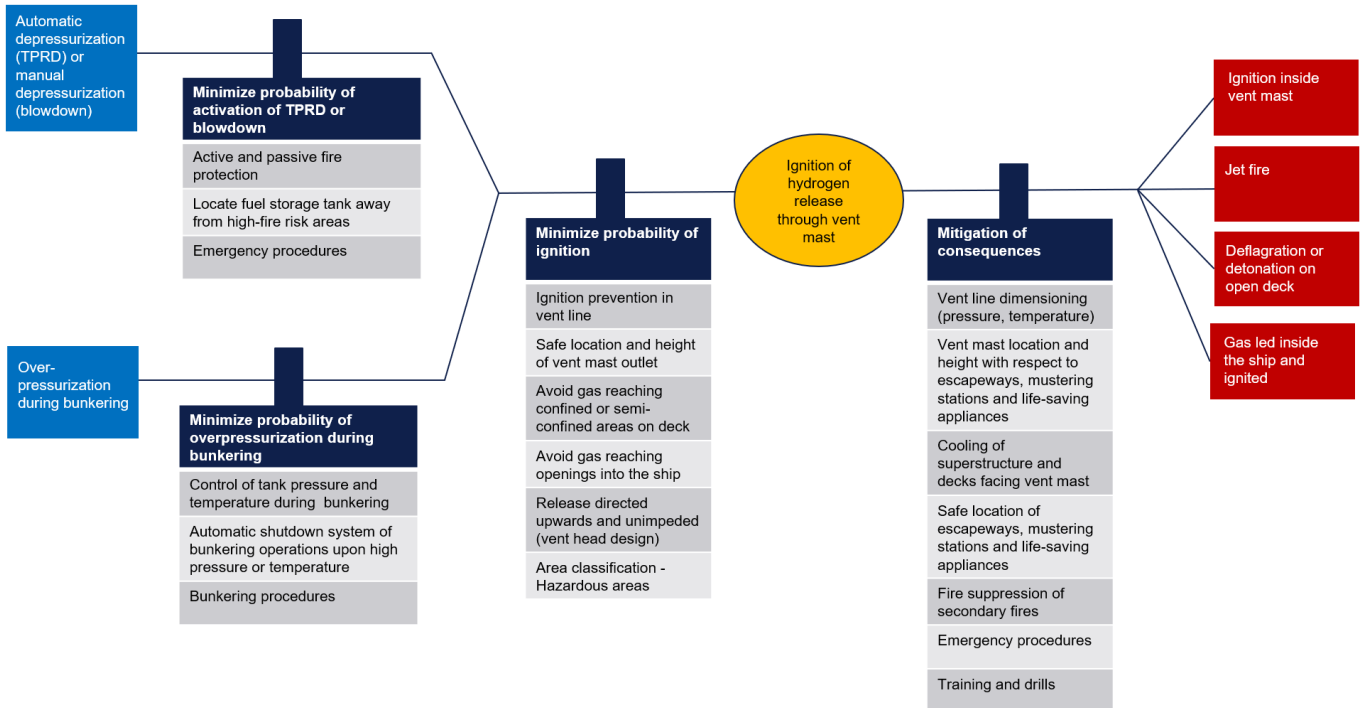 Automatic
depressurization
(TPRD) or
manual
depressurization
(blowdown)
Minimize probability of
activation of TPRD or
blowdown
Active and passive fire
protection
Locate fuel storage tank away
from high-fire risk areas
Emergency procedures
Over-
pressurization
during bunkering
Minimize probability of
overpressurization during
bunkering
Control of tank pressure and
temperature during bunkering
Automatic shutdown system of
bunkering operations upon high
pressure or temperature
Bunkering procedures
Minimize probability of
ignition
Ignition prevention in
vent line
Safe location and height
of vent mast outlet
Avoid gas reaching
confined or semi-
confined areas on deck
Avoid gas reaching
openings into the ship
Release directed
upwards and unimpeded
(vent head design)
Area classification -
Hazardous areas
Ignition of
hydrogen
release
through vent
mast
Mitigation of
consequences
Vent line dimensioning
(pressure, temperature)
Vent mast location and
height with respect to
escapeways, mustering
stations and life-saving
appliances
Cooling of
superstructure and
decks facing vent mast
Safe location of
escapeways, mustering
stations and life-saving
appliances
Fire suppression of
secondary fires
Emergency procedures
Training and drills
Ignition inside
vent mast
Jet fire
Deflagration or
detonation on
open deck
Gas led inside
the ship and
ignited